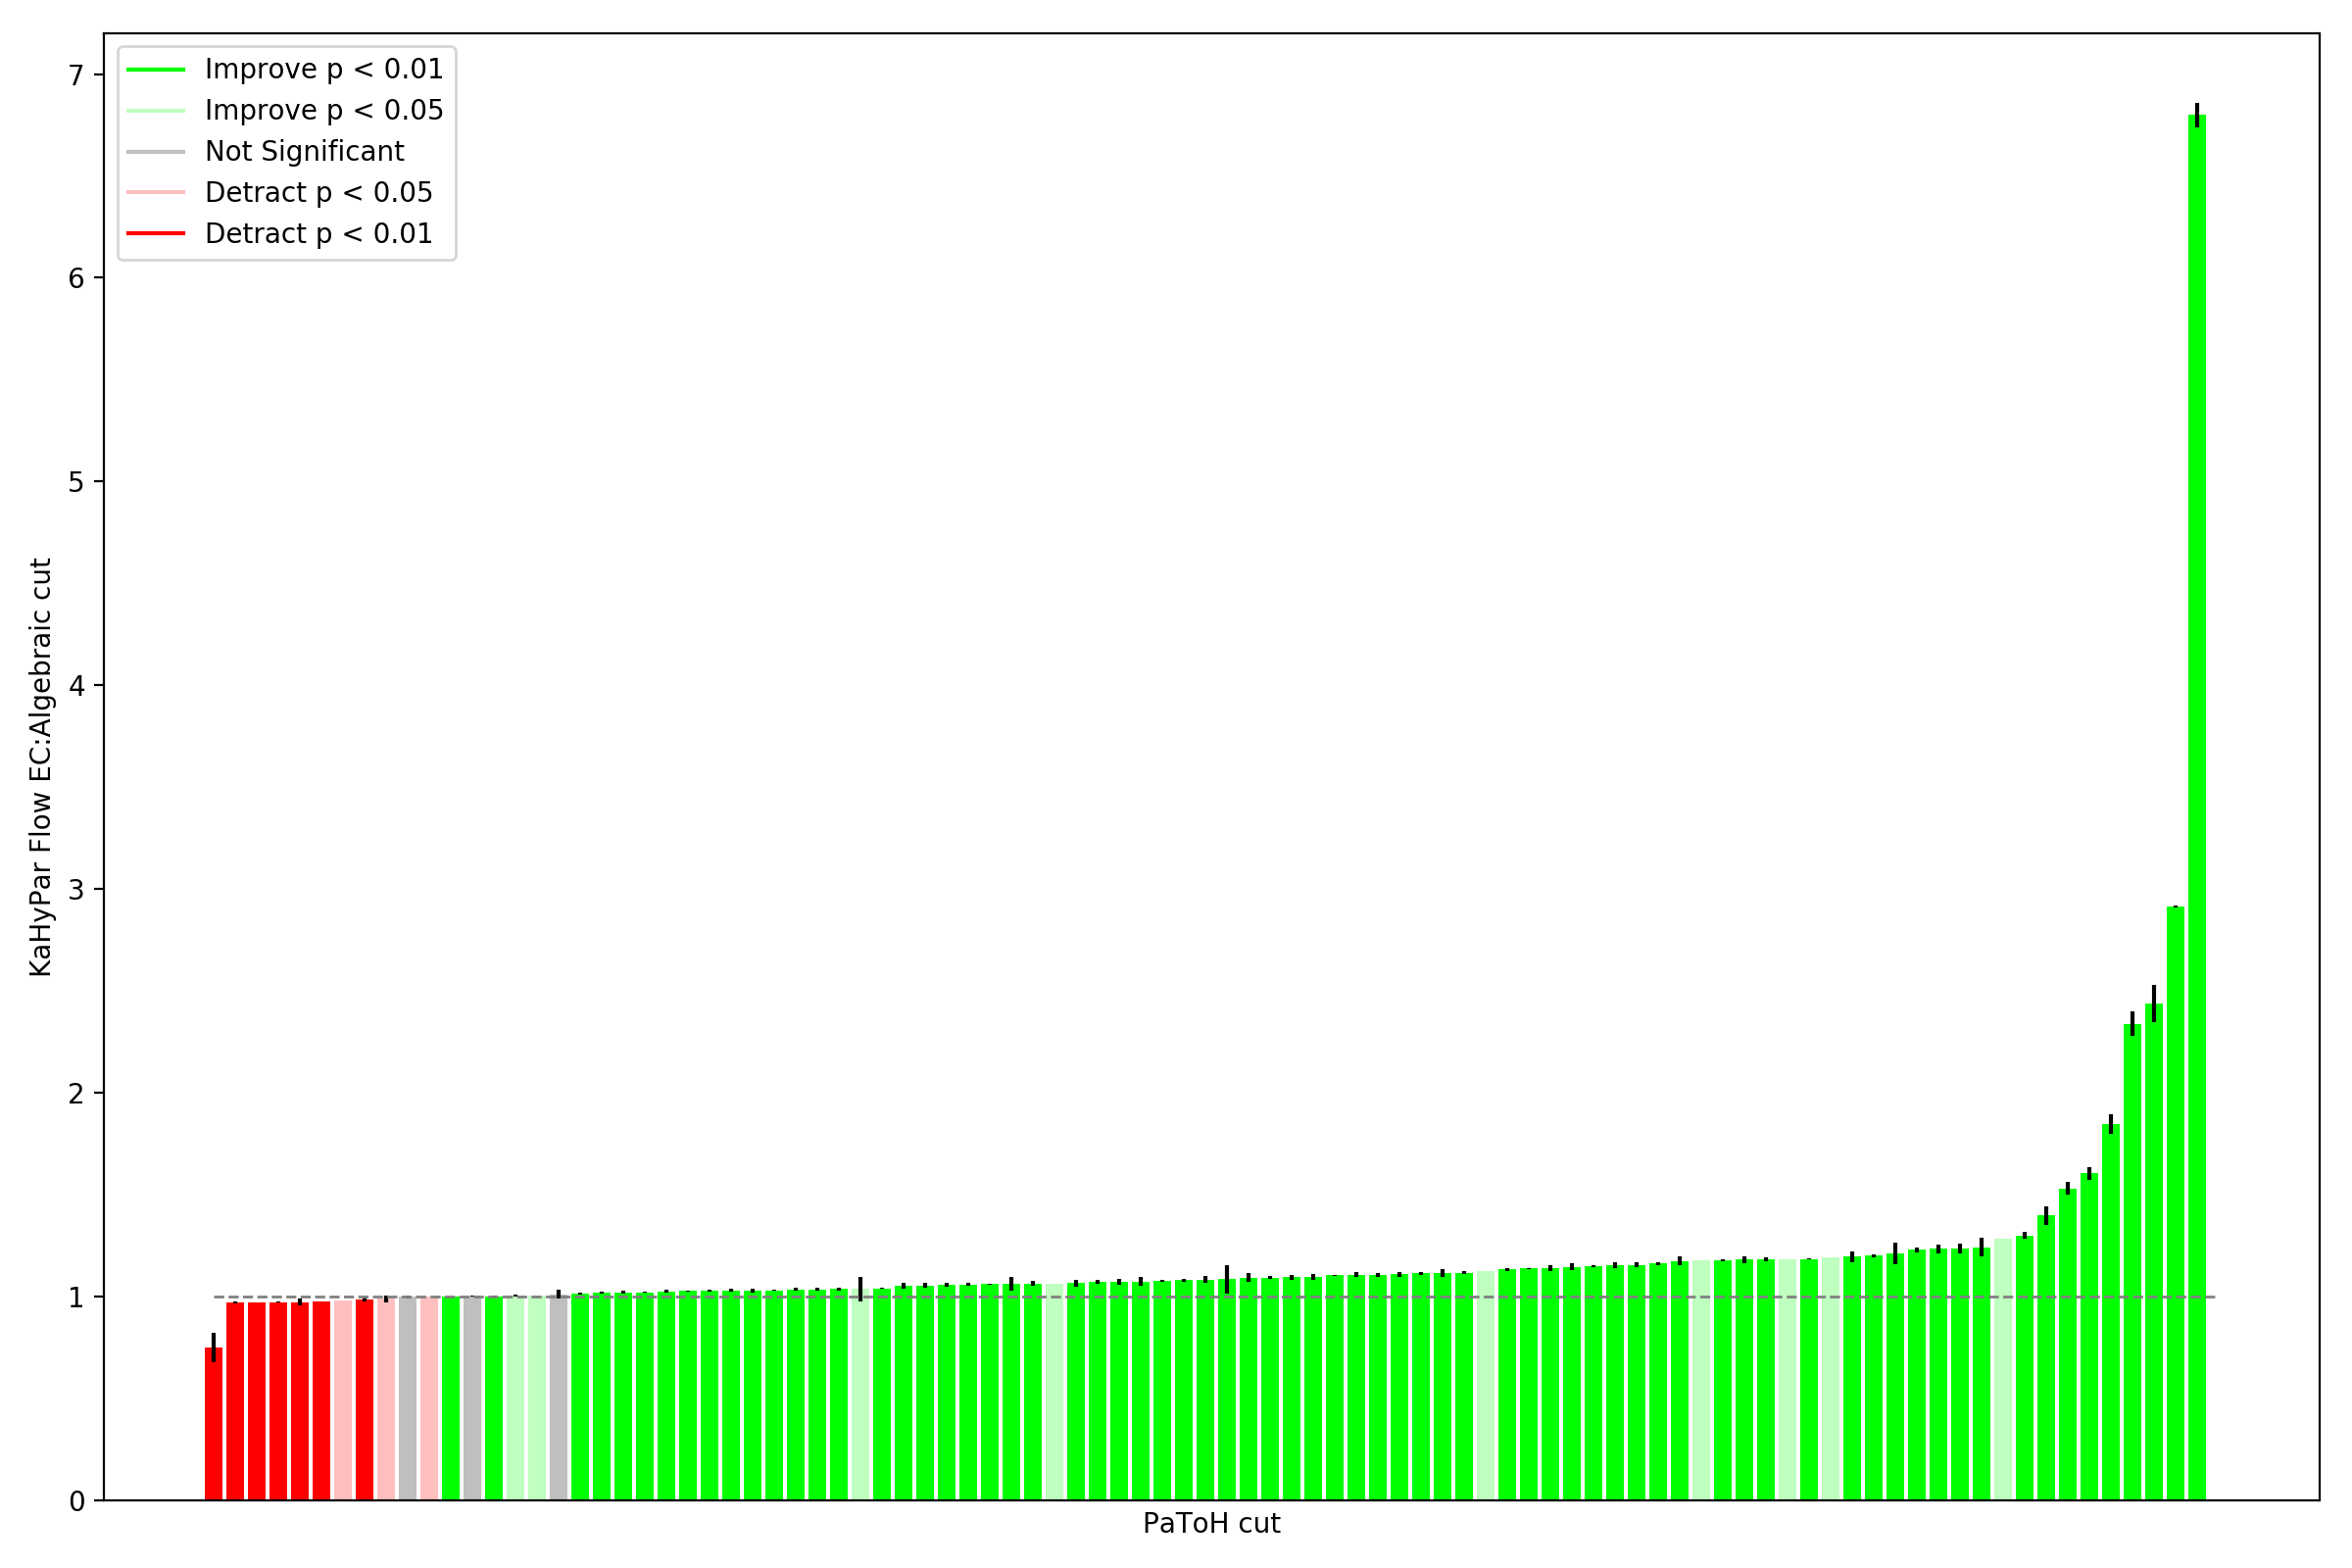 7
6
5
4
3
2
1
0
Improve p < 0.01
Improve p < 0.05
Not Significant
Detract p < 0.05
Detract p < 0.01
KaHyPar Flow EC:Algebraic cut
PaToH cut